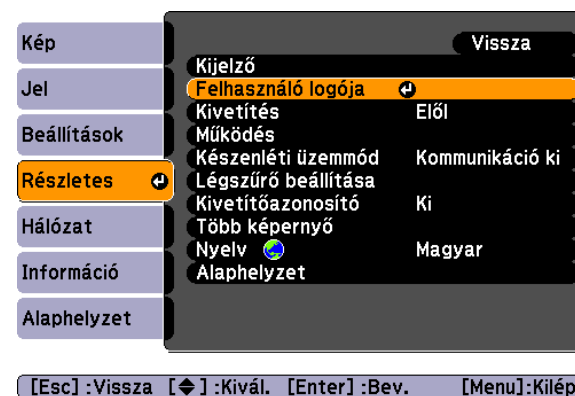 Kép
Jel
Beállítások
Részletes
Hálózat
Információ
Alaphelyzet
Vissza
Kijelző
Felhasználó logója
Kivetítés Elől
Működés
Készenléti üzemmód Kommunikáció ki
Légszűrő beállítása
Kivetítőazonosító Ki
Több képernyő
Nyelv Magyar
Alaphelyzet
[Esc] :Vissza [◆] :Kivál. [Enter] :Bev. [Menu]:Kilép